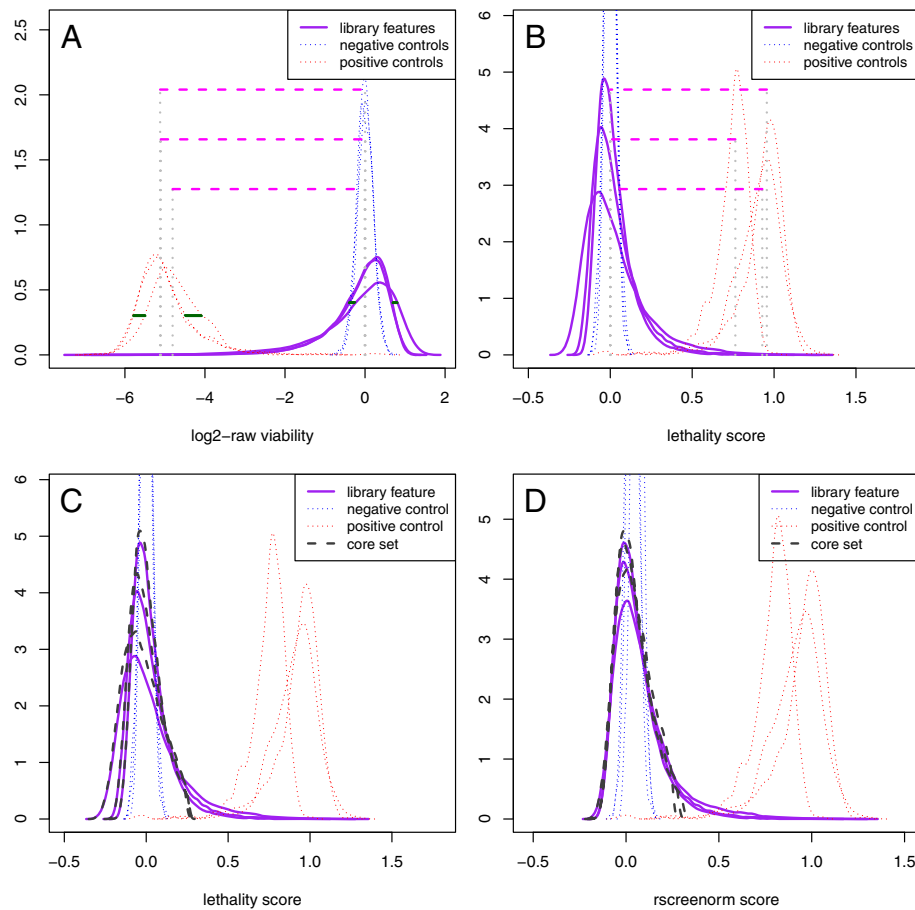 A
library features
negative controls
positive controls
2.5
2.0
1.5
1.0
0.5
0.0
−6 −4 −2 0 2
log2−raw viability
B
library features
negative controls
positive controls
6
5
4
3
2
1
0
−0.5 0.0 0.5 1.0 1.5
lethality score
C
library feature
negative control
positive control
core set
6
5
4
3
2
1
0
−0.5 0.0 0.5 1.0 1.5
lethality score
D
library feature
negative control
positive control
core set
5
4
3
2
1
0
−0.5 0.0 0.5 1.0 1.5
rscreenorm score